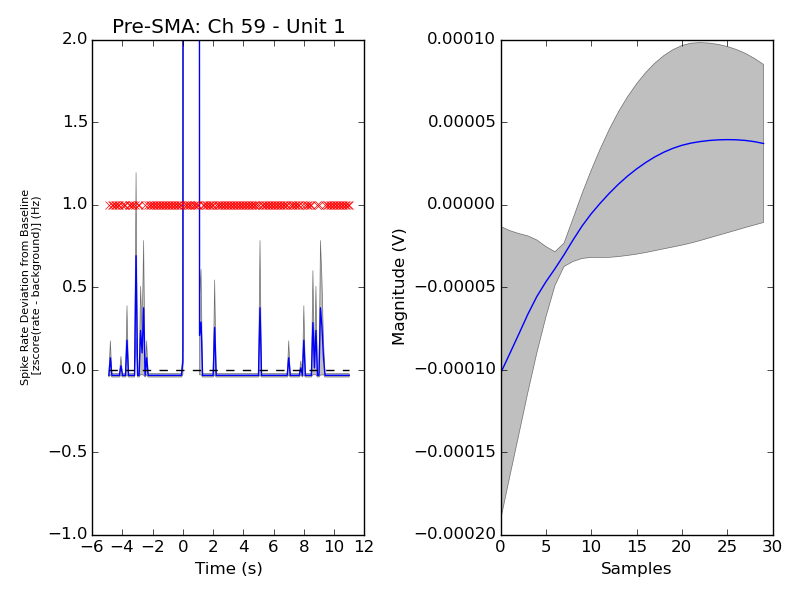 Pre-SMA: Ch 59 - Unit 1
Spike Rate Deviation from Baseline
[zscore(rate - background)] (Hz)
2.0
1.5
1.0
0.5
0.0
−0.5
−1.0
−6 −4 −2 0 2 4 6 8 10 12
Time (s)
Magnitude (V)
0.00010
0.00005
0.00000
−0.00005
−0.00010
−0.00015
−0.00020
0 5 10 15 20 25 30
Samples